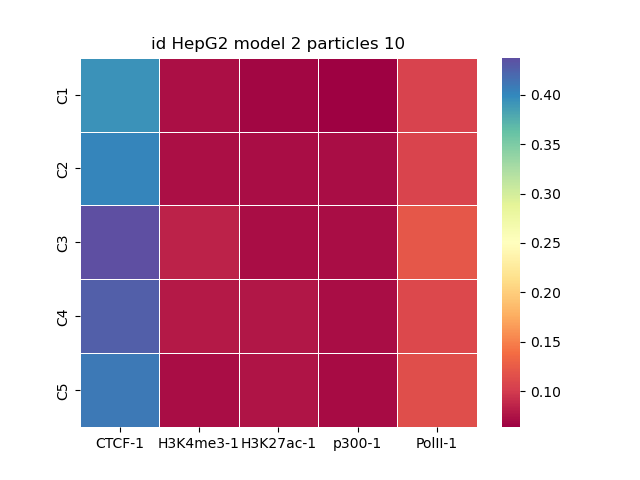 id HepG2 model 2 particles 10
C1
C2
C3
C4
C5
CTCF-1 H3K4me3-1 H3K27ac-1 p300-1 PolII-1
0.40
0.35
0.30
0.25
0.20
0.15
0.10